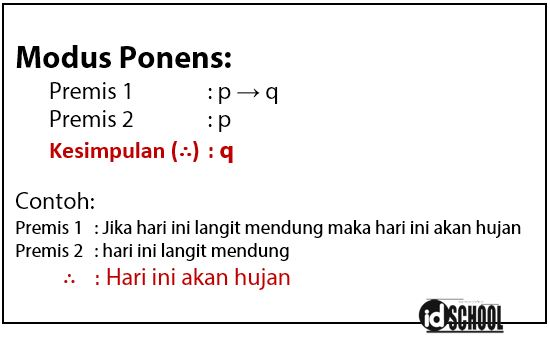 Modus Ponens:
Premis 1 : p → q
Premis 2 : p
Kesimpulan (∴) : q
Contoh:
Premis 1 : Jika hari ini langit mendung maka hari ini akan hujan
Premis 2 : hari ini langit mendung
∴ : Hari ini akan hujan
idSCHOOL